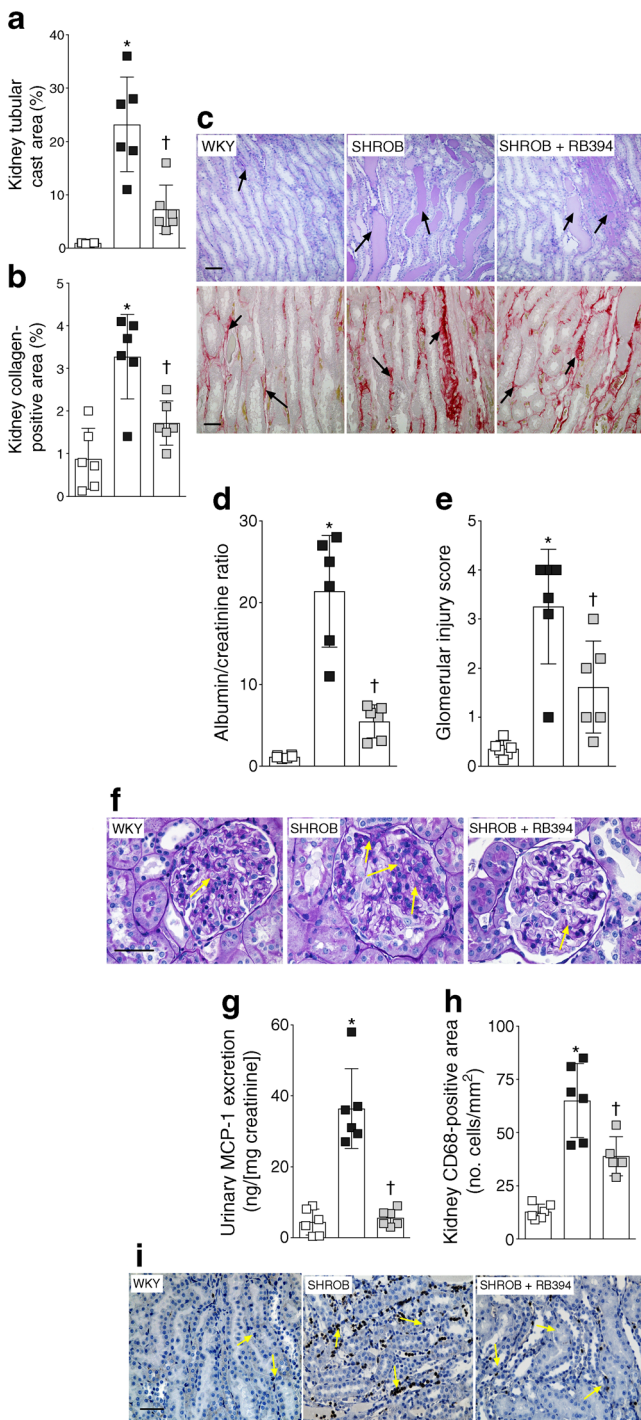 a
Kidney tubular
cast area (%)
40
30
20
10
0
*
†
b
Kidney collagen-
positive area (%)
5
4
3
2
1
0
*
†
c
WKY
SHROB
SHROB + RB394
d
Albumin/creatinine ratio
30
20
10
0
*
†
e
Glomerular injury score
5
4
3
2
1
0
*
†
f
WKY
SHROB
SHROB + RB394
g
Urinary MCP-1 excretion
(ng/[mg creatinine])
60
40
20
0
*
†
h
Kidney CD68-positive area
(no. cells/mm²)
100
75
50
25
0
*
†
i
WKY
SHROB
SHROB + RB394